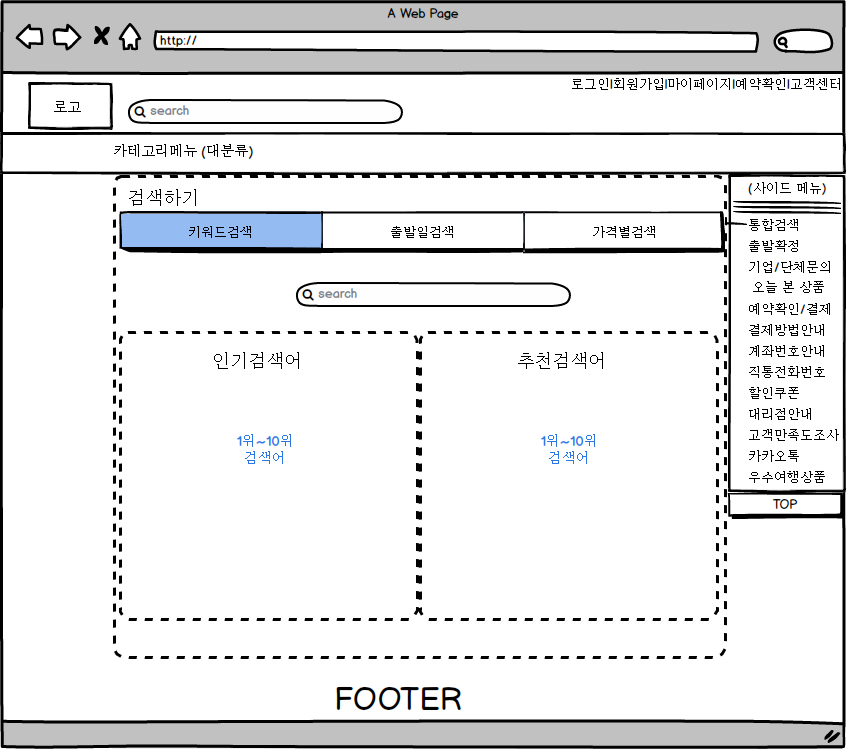 A Web Page
http://
로그인|회원가입|마이페이지|예약확인|고객센터
로고
search
카테고리메뉴 (대분류)
검색하기
키워드검색
출발일검색
가격별검색
search
인기검색어
1위~10위
검색어
추천검색어
1위~10위
검색어
(사이드 메뉴)
통합검색
출발확정
기업/단체문의
오늘 본 상품
예약확인/결제
결제방법안내
계좌번호안내
직통전화번호
할인쿠폰
대리점안내
고객만족도조사
카카오톡
우수여행상품
TOP
FOOTER